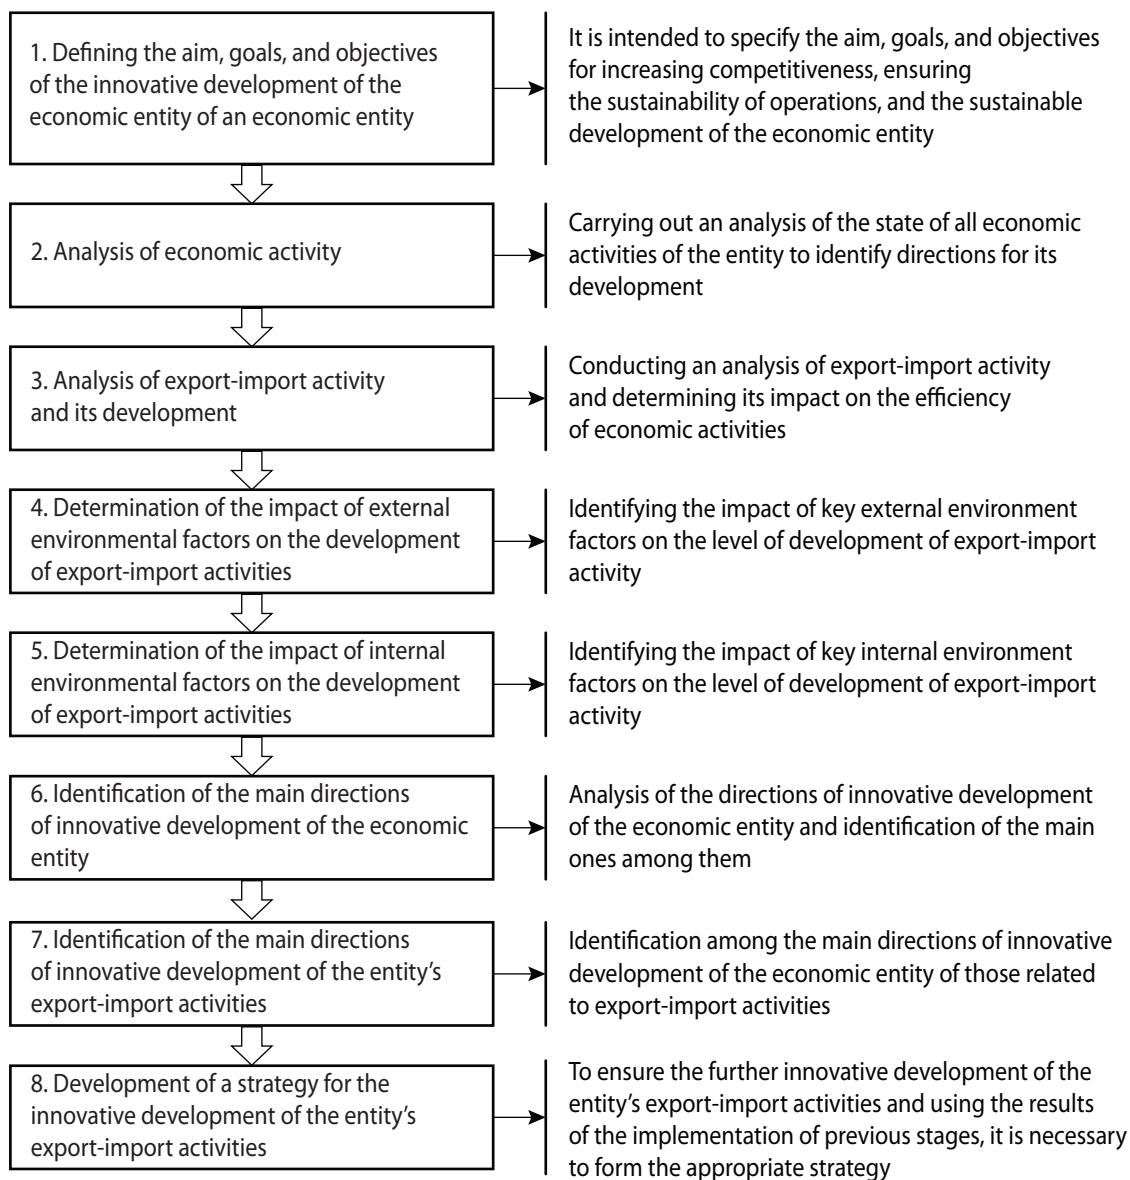 1. Defining the aim, goals, and objectives
of the innovative development of the
economic entity of an economic entity
It is intended to specify the aim, goals, and objectives
for increasing competitiveness, ensuring
the sustainability of operations, and the sustainable
development of the economic entity
2. Analysis of economic activity
Carrying out an analysis of the state of all economic
activities of the entity to identify directions for its
development
3. Analysis of export-import activity
and its development
Conducting an analysis of export-import activity
and determining its impact on the efficiency
of economic activities
4. Determination of the impact of external
environmental factors on the development
of export-import activities
Identifying the impact of key external environment
factors on the level of development of export-import
activity
5. Determination of the impact of internal
environmental factors on the development
of export-import activities
Identifying the impact of key internal environment
factors on the level of development of export-import
activity
6. Identification of the main directions
of innovative development of the economic
entity
Analysis of the directions of innovative development
of the economic entity and identification of the main
ones among them
7. Identification of the main directions
of innovative development of the entity’s
export-import activities
Identification among the main directions of innovative
development of the economic entity of those related
to export-import activities
8. Development of a strategy for the
innovative development of the entity’s
export-import activities
To ensure the further innovative development of the
entity’s export-import activities and using the results
of the implementation of previous stages, it is necessary
to form the appropriate strategy